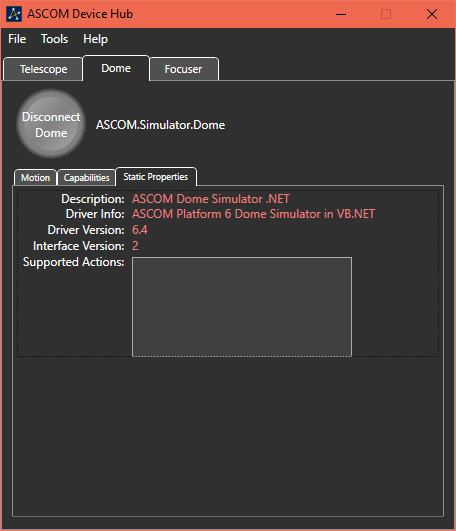 ASCOM Device Hub
File Tools Help
Telescope Dome Focuser
Disconnect
Dome
ASCOM.Simulator.Dome
Motion Capabilities Static Properties
Description: ASCOM Dome Simulator .NET
Driver Info: ASCOM Platform 6 Dome Simulator in VB.NET
Driver Version: 6.4
Interface Version: 2
Supported Actions: